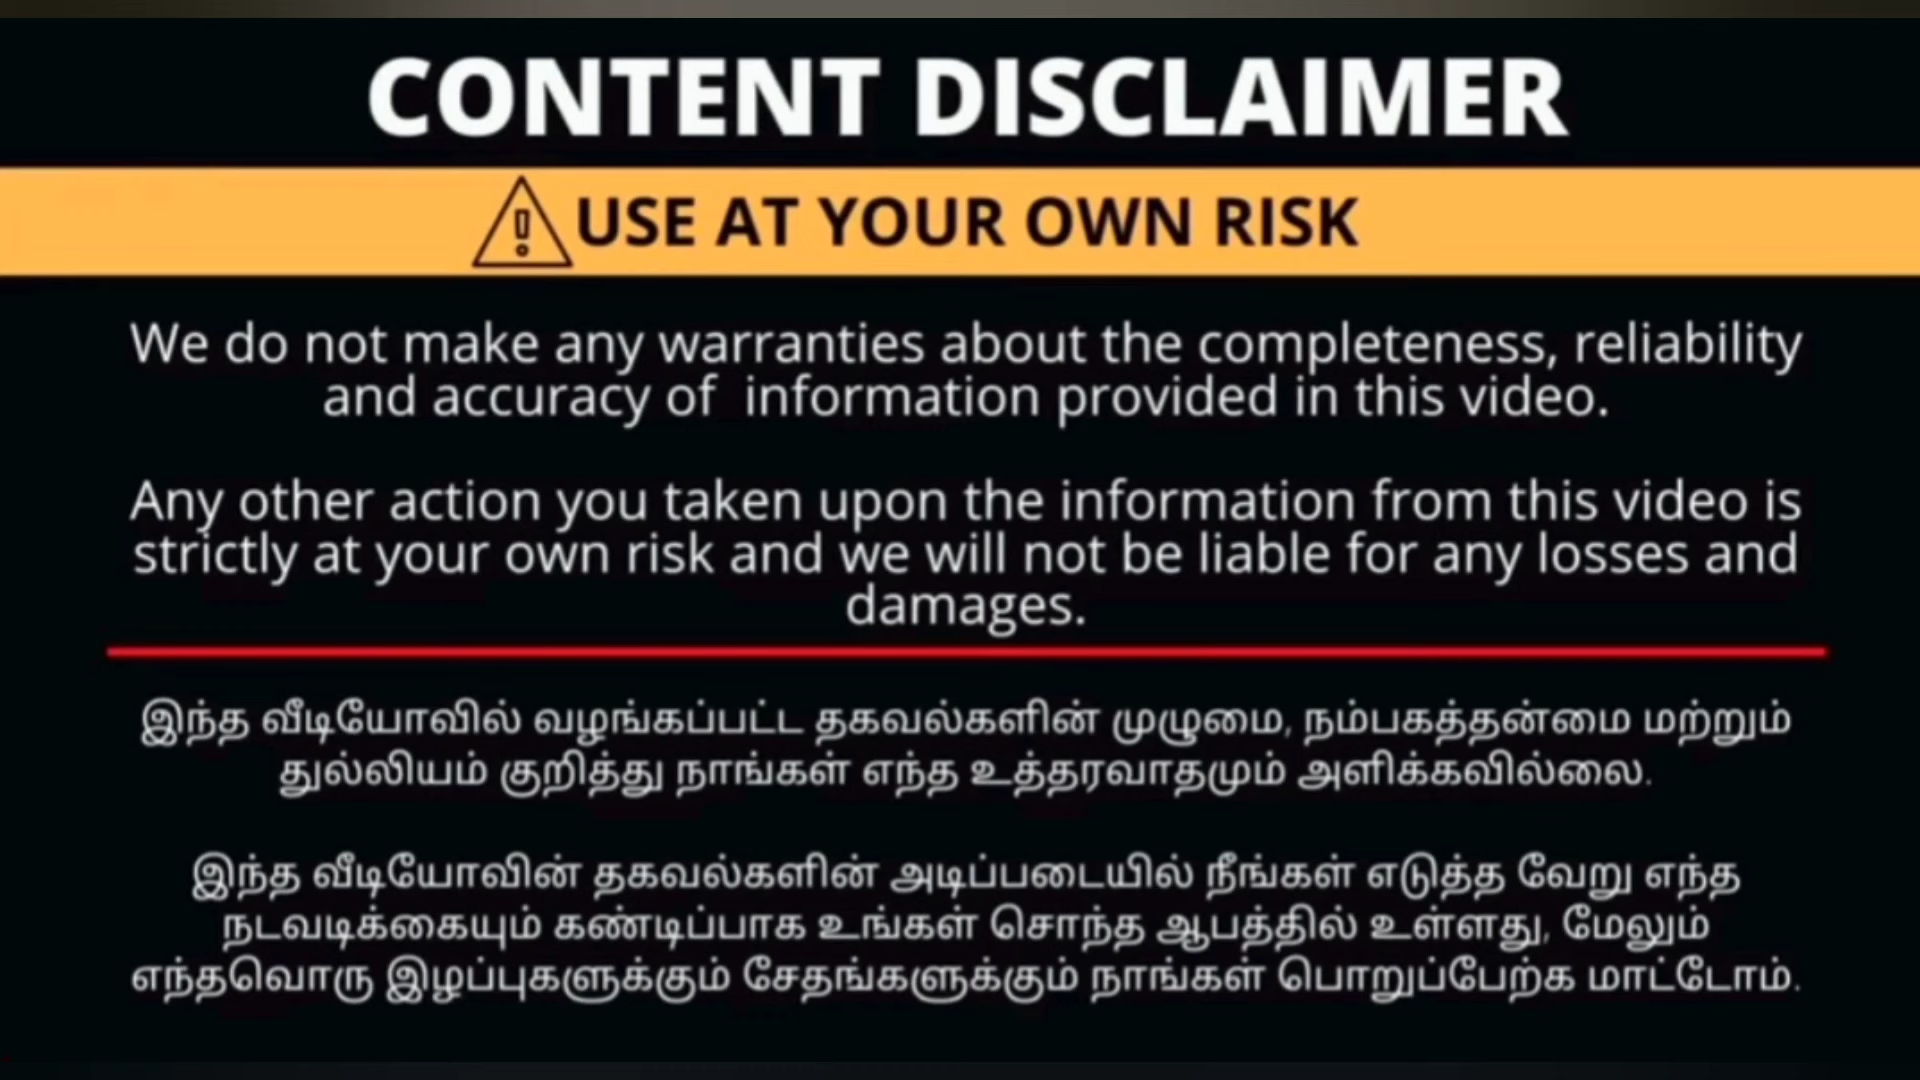 CONTENT DISCLAIMER
USE AT YOUR OWN RISK
We do not make any warranties about the completeness, reliability
and accuracy of information provided in this video.
Any other action you taken upon the information from this video is
strictly at your own risk and we will not be liable for any losses and
damages.
இந்த வீடியோவில் வழங்கப்பட்ட தகவல்களின் முழுமை, நம்பகத்தன்மை மற்றும்
துல்லியம் குறித்து நாங்கள் எந்த உத்தரவாதமும் அளிக்கவில்லை.
இந்த வீடியோவின் தகவல்களின் அடிப்படையில் நீங்கள் எடுத்த வேறு எந்த
நடவடிக்கையும் கண்டிப்பாக உங்கள் சொந்த ஆபத்தில் உள்ளது, மேலும்
எந்தவொரு இழப்புகளுக்கும் சேதங்களுக்கும் நாங்கள் பொறுப்பேற்க மாட்டோம்.